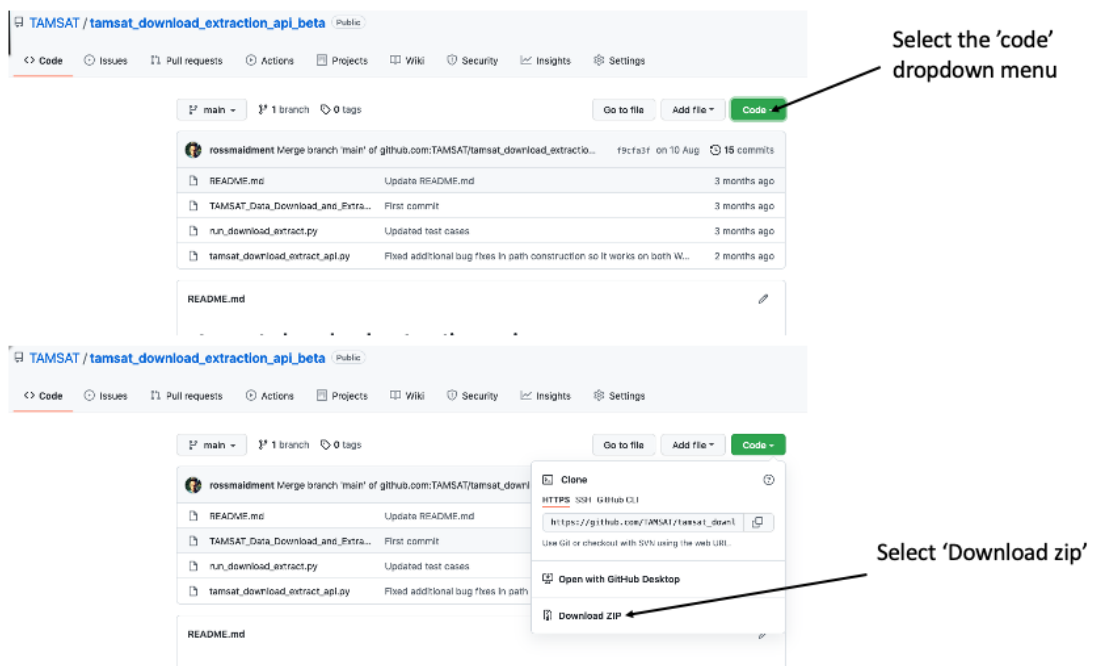 TAMSAT / tamsat_download_extraction_api_beta Public
Select the 'code' dropdown menu
Code Issues Pull requests Actions Projects Wiki Security Insights Settings
main 1 branch 0 tags Go to file Add file Code
rossmaidment Merge branch 'main' of github.com:TAMSAT/tamsat_download_extractio... f9cfa3f on 10 Aug 15 commits
README.md Update README.md 3 months ago
TAMSAT_Data_Download_and_Extra... First commit 3 months ago
run_download_extract.py Updated test cases 3 months ago
tamsat_download_extract_api.py Fixed additional bug fixes in path construction so it works on both W... 2 months ago
README.md
TAMSAT / tamsat_download_extraction_api_beta Public
Code Issues Pull requests Actions Projects Wiki Security Insights Settings
main 1 branch 0 tags Go to file Add file Code
rossmaidment Merge branch 'main' of github.com:TAMSAT/tamsat_downl
Clone
HTTPS SSH GitHub CLI
README.md Update README.md
https://github.com/TAMSAT/tamsat_downl
TAMSAT_Data_Download_and_Extra... First commit
Use Git or checkout with SVN using the web URL.
Select 'Download zip'
run_download_extract.py Updated test cases
Open with GitHub Desktop
tamsat_download_extract_api.py Fixed additional bug fixes in path
Download ZIP
README.md